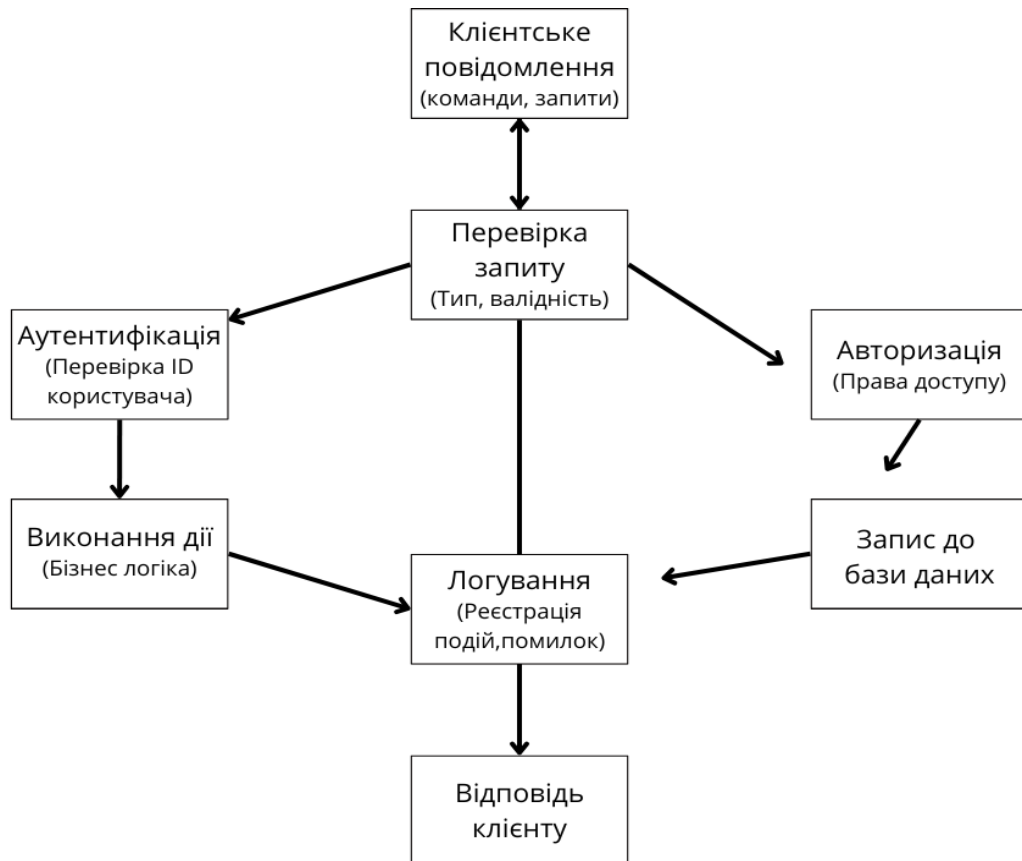 Клієнтське
повідомлення
(команди, запити)
Перевірка
запиту
(Тип, валідність)
Аутентифікація
(Перевірка ID
користувача)
Авторизація
(Права доступу)
Виконання дії
(Бізнес логіка)
Запис до
бази даних
Логування
(Реєстрація
подій,помилок)
Відповідь
клієнту